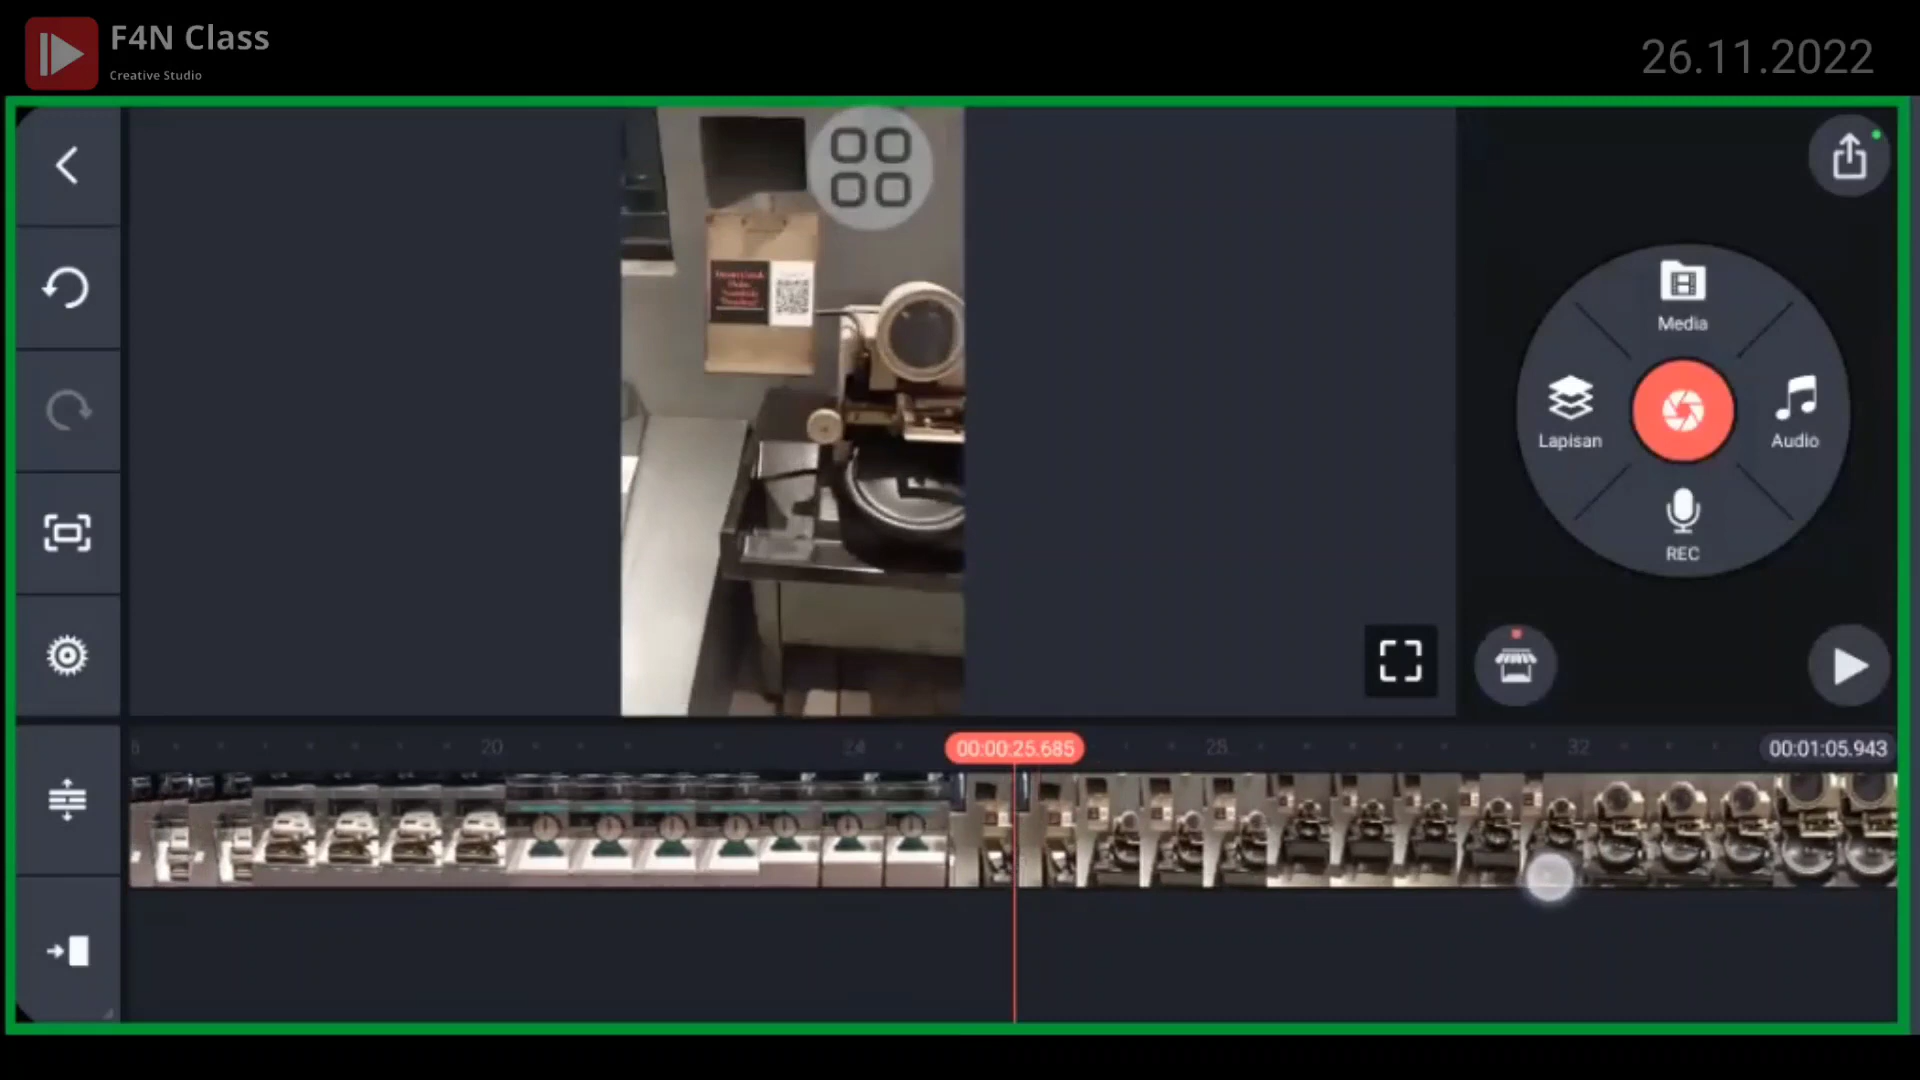 F4N Class
Creative Studio
26.11.2022
Media
Lapisan
Audio
REC
20
24
00:00:25.685
28
32
00:01:05.943